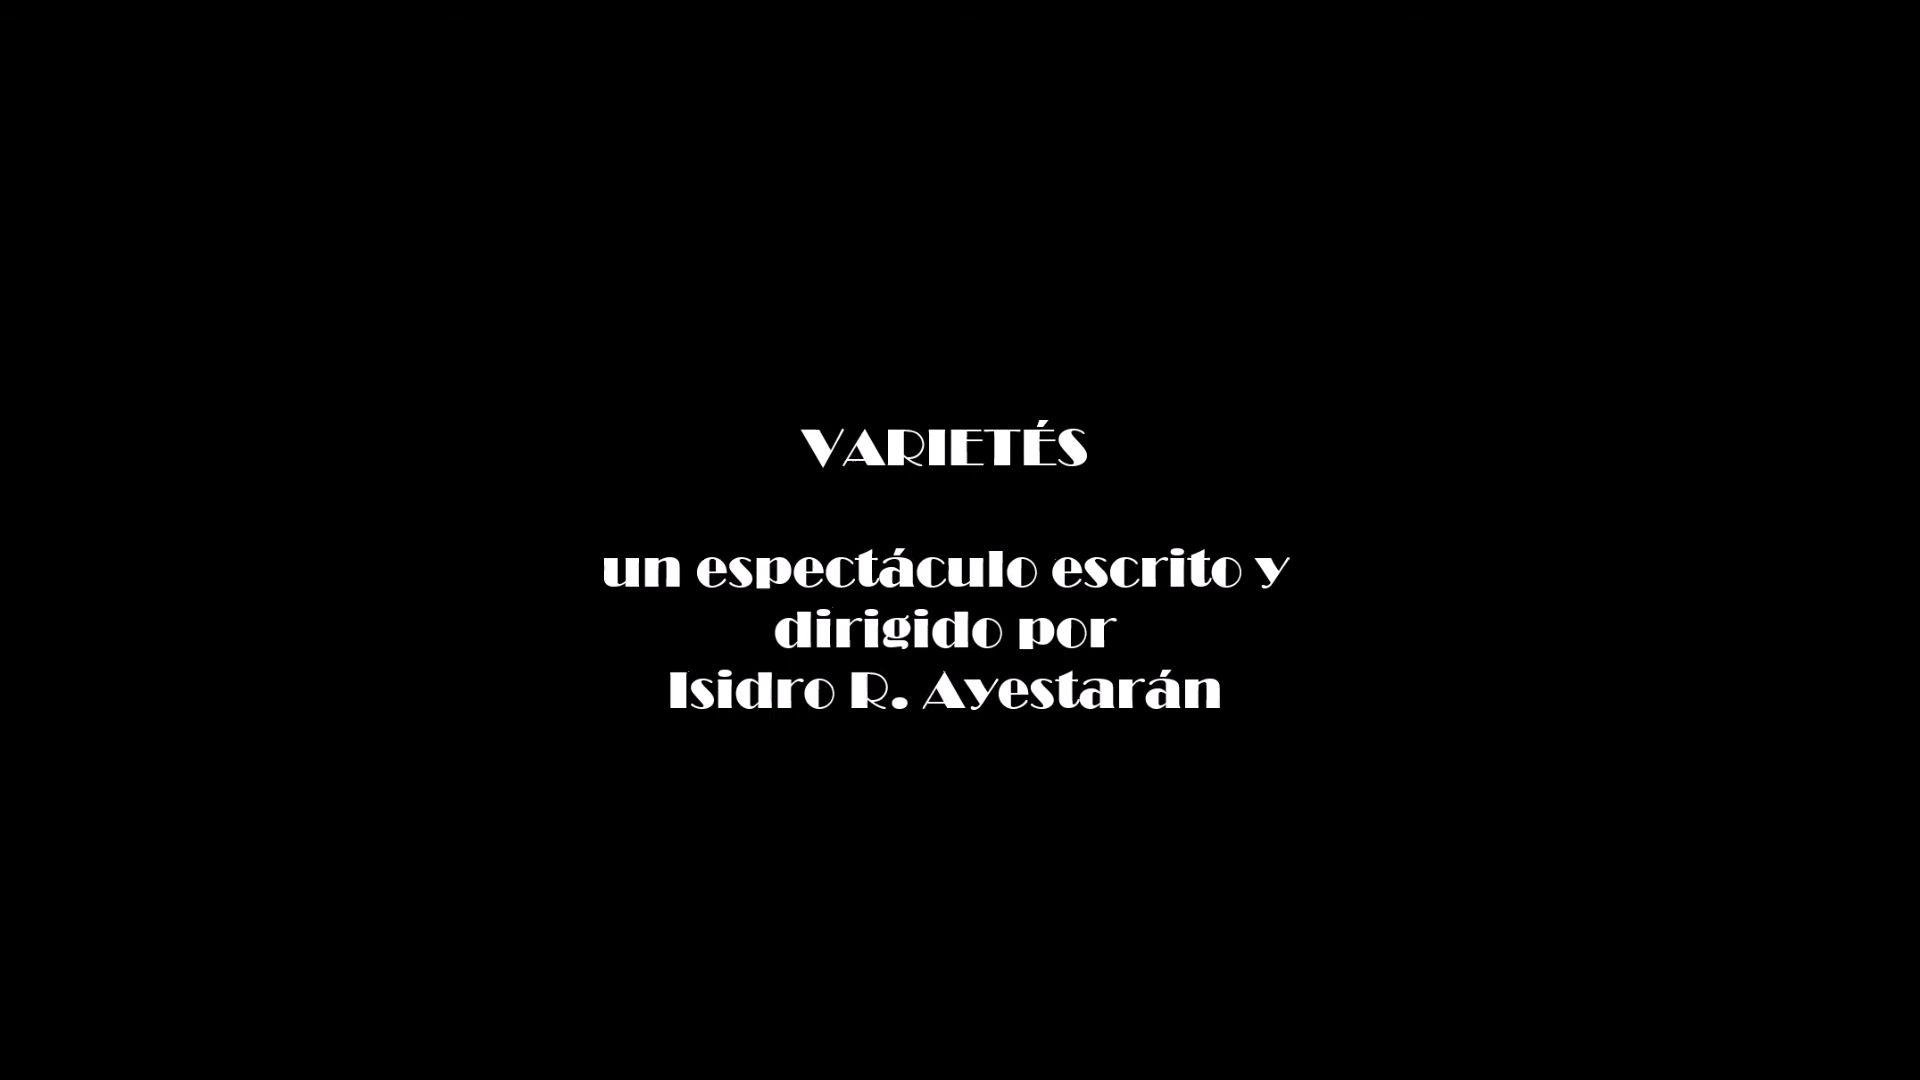 VARIETÉS
un espectáculo escrito y
dirigido por
Isidro R. Ayestarán